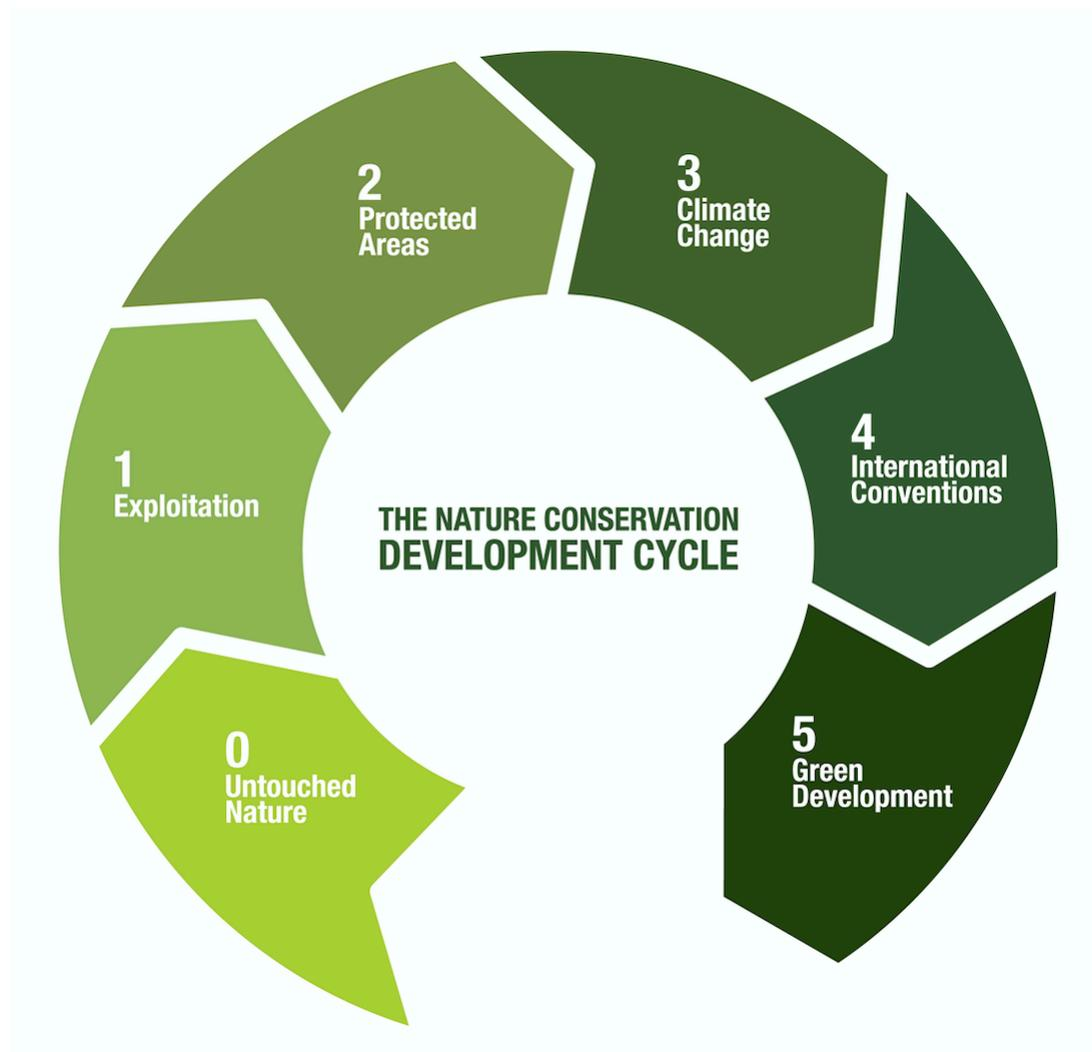 THE NATURE CONSERVATION
DEVELOPMENT CYCLE
0
Untouched
Nature
1
Exploitation
2
Protected
Areas
3
Climate
Change
4
International
Conventions
5
Green
Development